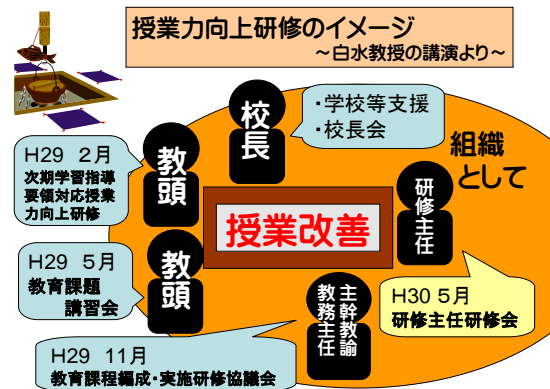 授業力向上研修のイメージ
~白水教授の講演より~
校長
・学校等支援
・校長会
組織
として
H29 2月
次期学習指導
要領対応授業
力向上研修
教頭
研修主任
授業改善
H29 5月
教育課題
講習会
教頭
H30 5月
研修主任研修会
主幹教諭
教務主任
H29 11月
教育課程編成・実施研修協議会